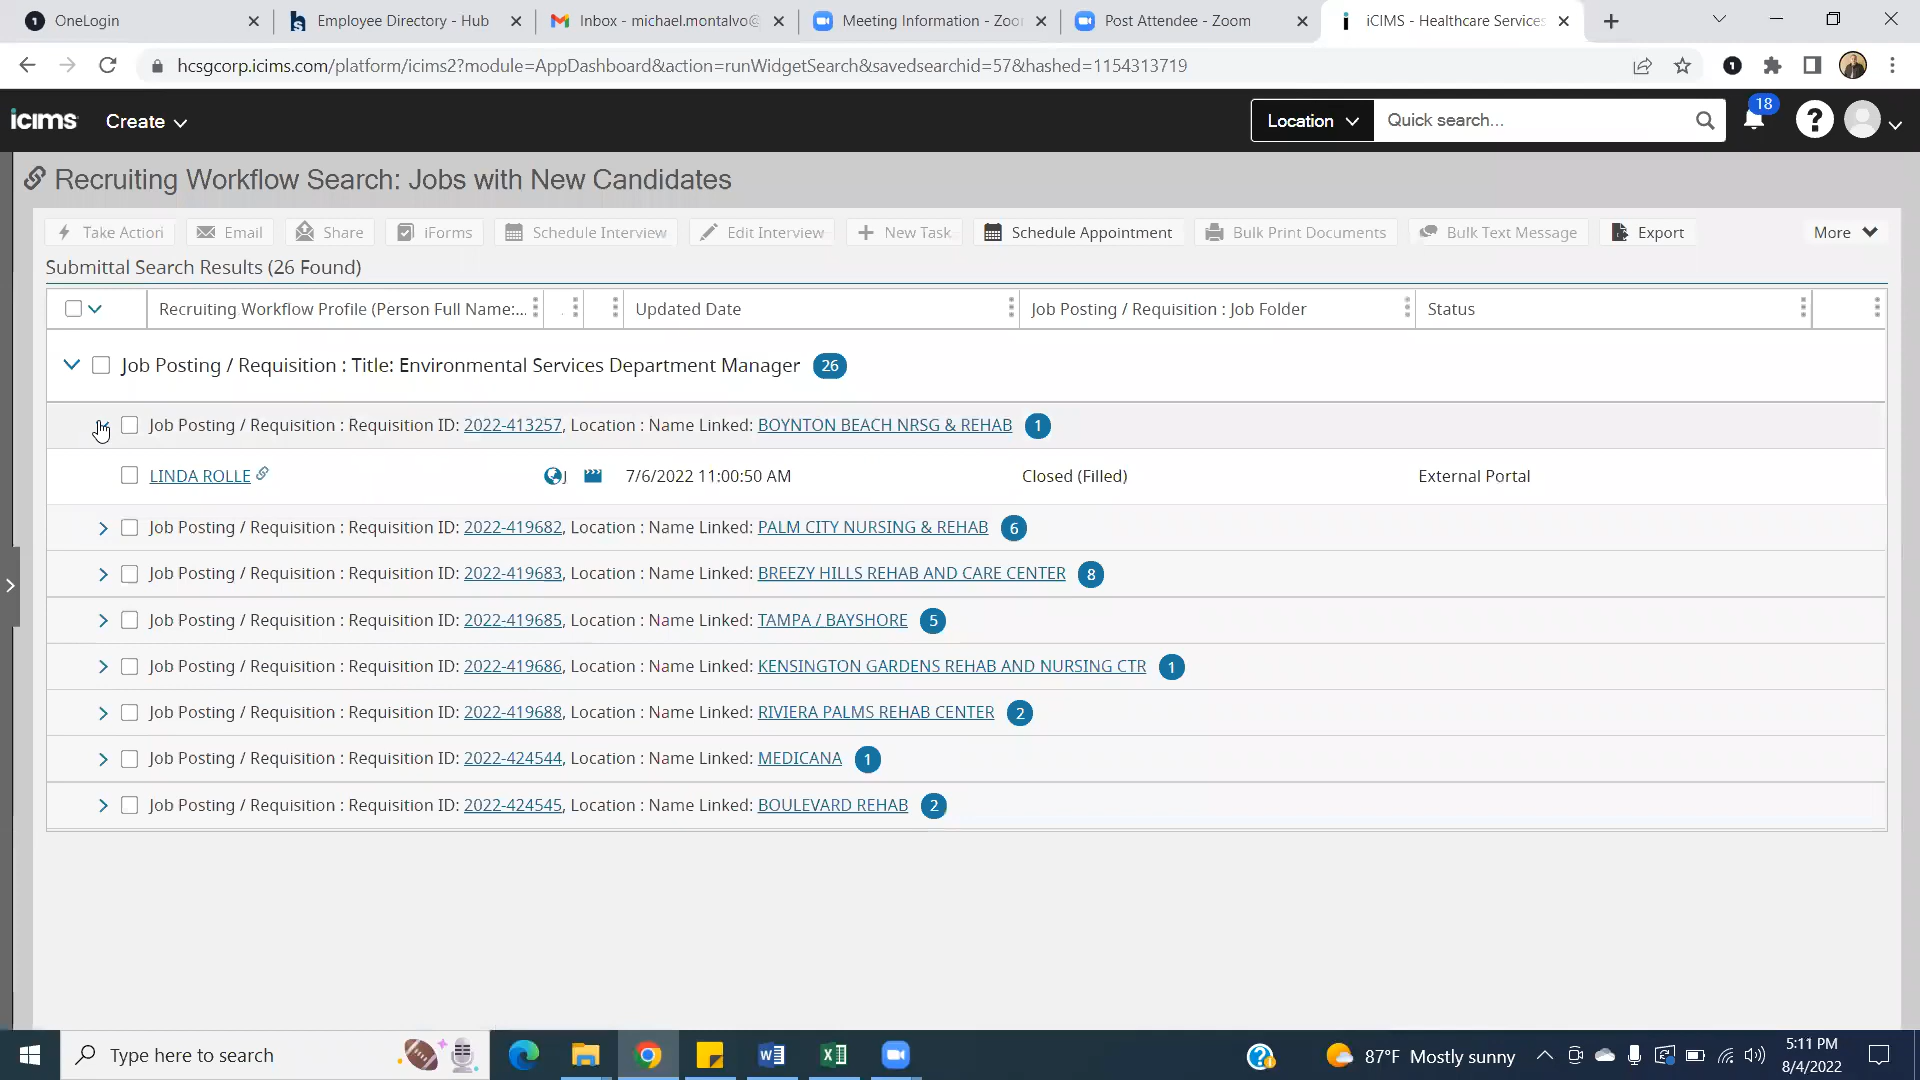 OneLogin
Employee Directory - Hub
Inbox - michael.montalvo@
Meeting Information - Zoo
Post Attendee - Zoom
iCIMS - Healthcare Services
hcsgcorp.icims.com/platform/icims2?module=AppDashboard&action=runWidgetSearch&savedsearchid=57&hashed=1154313719
icims Create Location Quick search... 18
Recruiting Workflow Search: Jobs with New Candidates
Take Action Email Share iForms Schedule Interview Edit Interview New Task Schedule Appointment Bulk Print Documents Bulk Text Message Export More
Submittal Search Results (26 Found)
Recruiting Workflow Profile (Person Full Name:... Updated Date Job Posting / Requisition : Job Folder Status
Job Posting / Requisition : Title: Environmental Services Department Manager 26
Job Posting / Requisition : Requisition ID: 2022-413257, Location : Name Linked: BOYNTON BEACH NRSG & REHAB 1
LINDA ROLLE 7/6/2022 11:00:50 AM Closed (Filled) External Portal
Job Posting / Requisition : Requisition ID: 2022-419682, Location : Name Linked: PALM CITY NURSING & REHAB 6
Job Posting / Requisition : Requisition ID: 2022-419683, Location : Name Linked: BREEZY HILLS REHAB AND CARE CENTER 8
Job Posting / Requisition : Requisition ID: 2022-419685, Location : Name Linked: TAMPA / BAYSHORE 5
Job Posting / Requisition : Requisition ID: 2022-419686, Location : Name Linked: KENSINGTON GARDENS REHAB AND NURSING CTR 1
Job Posting / Requisition : Requisition ID: 2022-419688, Location : Name Linked: RIVIERA PALMS REHAB CENTER 2
Job Posting / Requisition : Requisition ID: 2022-424544, Location : Name Linked: MEDICANA 1
Job Posting / Requisition : Requisition ID: 2022-424545, Location : Name Linked: BOULEVARD REHAB 2
Type here to search
87°F Mostly sunny
5:11 PM
8/4/2022